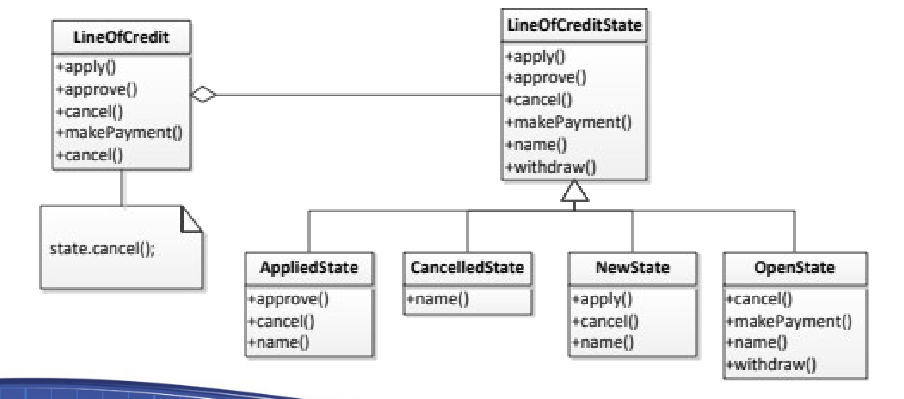 LineOfCredit
+apply()
+approve()
+cancel()
+makePayment()
+cancel()
state.cancel();
LineOfCreditState
+apply()
+approve()
+cancel()
+makePayment()
+name()
+withdraw()
AppliedState
+approve()
+cancel()
+name()
CancelledState
+name()
NewState
+apply()
+cancel()
+name()
OpenState
+cancel()
+makePayment()
+name()
+withdraw()